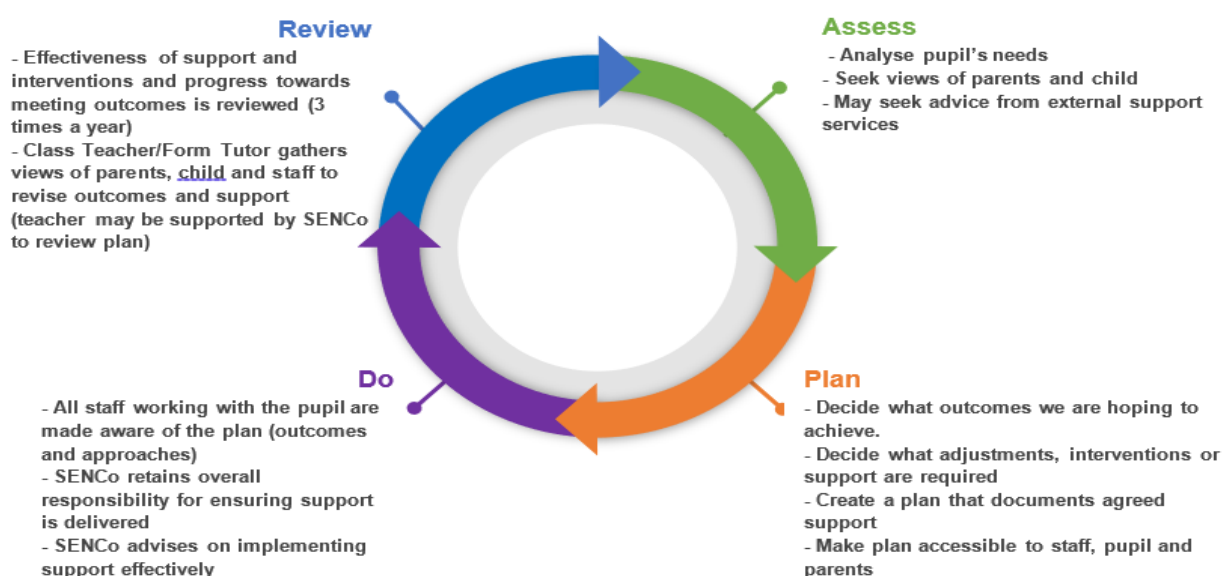 Review
- Effectiveness of support and
interventions and progress towards
meeting outcomes is reviewed (3
times a year)
- Class Teacher/Form Tutor gathers
views of parents, child and staff to
revise outcomes and support
(teacher may be supported by SENCo
to review plan)
Assess
- Analyse pupil's needs
- Seek views of parents and child
- May seek advice from external support
services
Plan
- Decide what outcomes we are hoping to
achieve.
- Decide what adjustments, interventions or
support are required
- Create a plan that documents agreed
support
- Make plan accessible to staff, pupil and
parents
Do
- All staff working with the pupil are
made aware of the plan (outcomes
and approaches)
- SENCo retains overall
responsibility for ensuring support
is delivered
- SENCo advises on implementing
support effectively